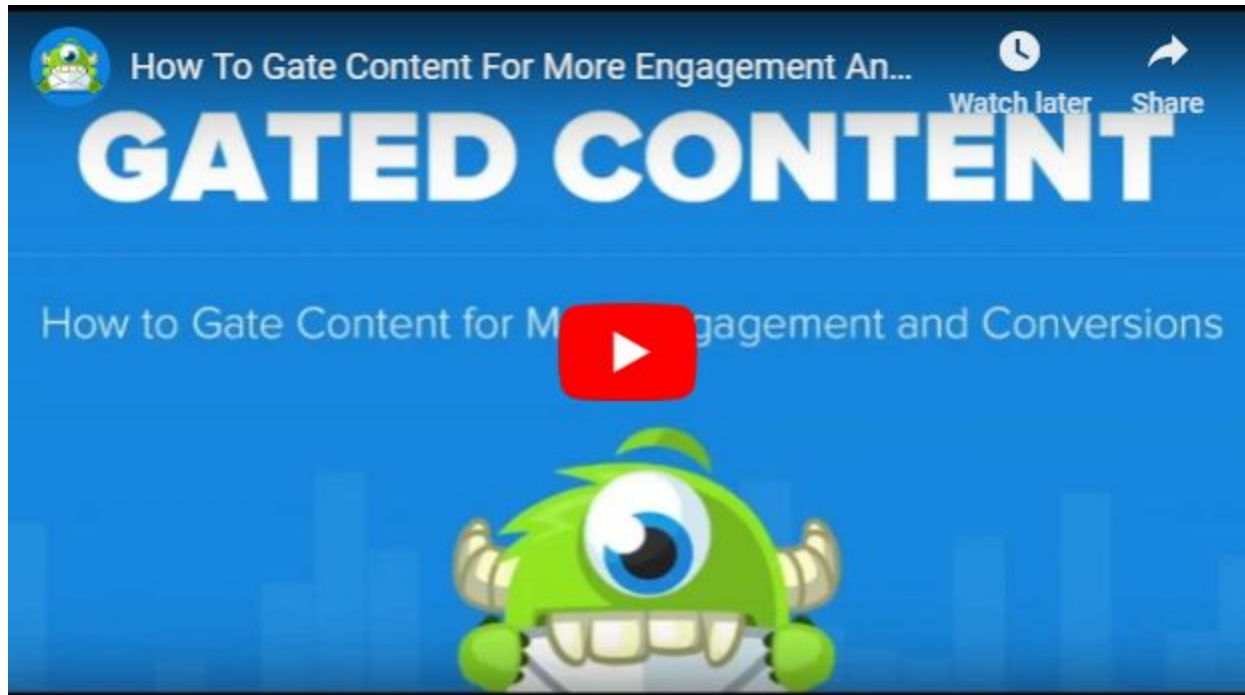 How To Gate Content For More Engagement An...
Watch later Share
GATED CONTENT
How to Gate Content for M gagement and Conversions